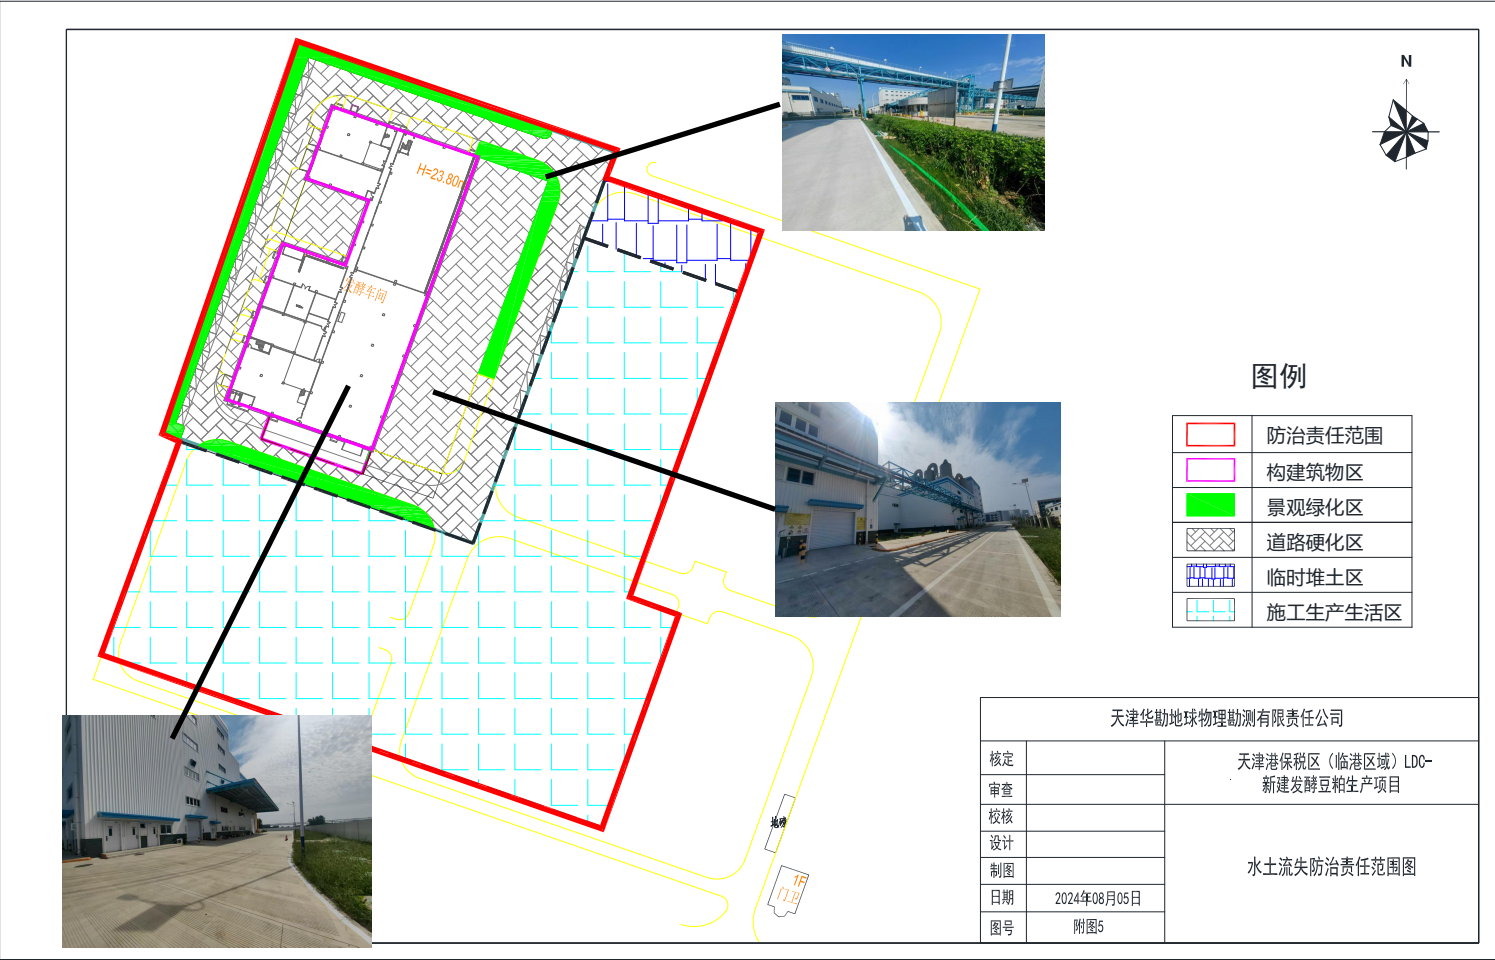 N
H=23.80m
发酵车间
图例
防治责任范围
构建筑物区
景观绿化区
道路硬化区
临时堆土区
施工生产生活区
地磅
1F
门卫
天津华勘地球物理勘测有限责任公司
核定
审查
校核
设计
制图
日期 2024年08月05日
图号 附图5
天津港保税区（临港区域）LDC-
新建发酵豆粕生产项目
水土流失防治责任范围图